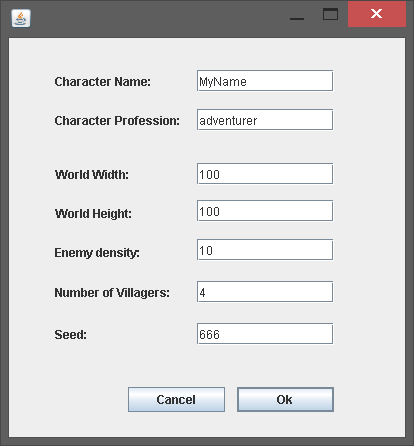 Character Name: MyName
Character Profession: adventurer
World Width: 100
World Height: 100
Enemy density: 10
Number of Villagers: 4
Seed: 666
Cancel Ok